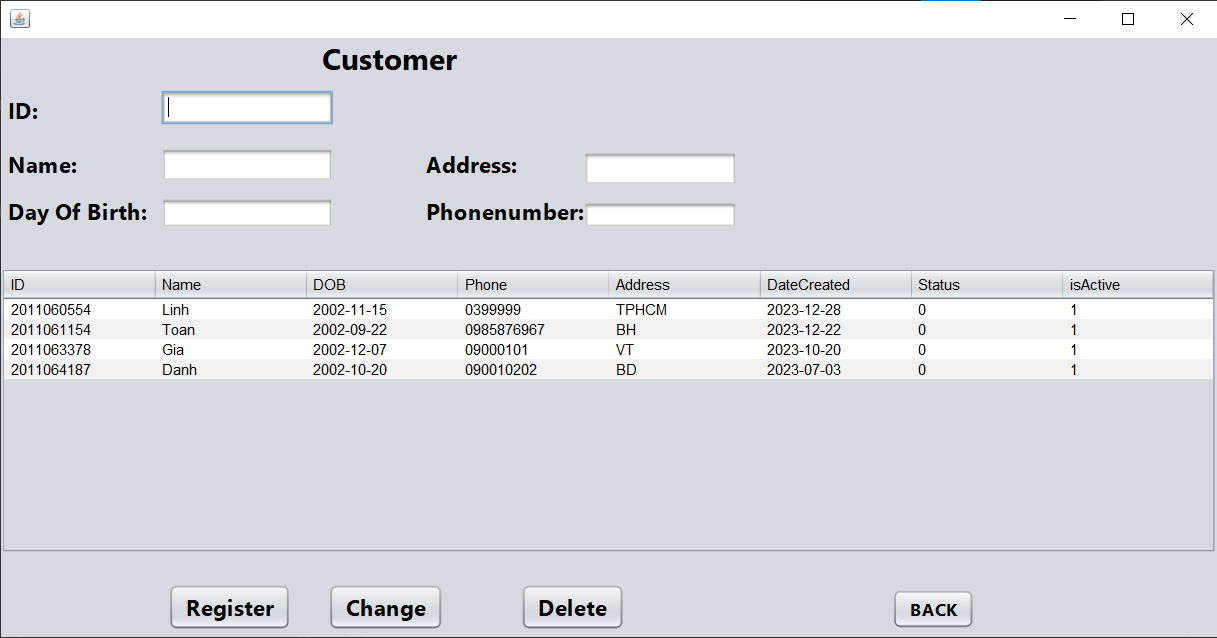 Customer
ID:
Name: Address:
Day Of Birth: Phonenumber:
ID Name DOB Phone Address DateCreated Status isActive
2011060554 Linh 2002-11-15 0399999 TPHCM 2023-12-28 0 1
2011061154 Toan 2002-09-22 0985876967 BH 2023-12-22 0 1
2011063378 Gia 2002-12-07 09000101 VT 2023-10-20 0 1
2011064187 Danh 2002-10-20 090010202 BD 2023-07-03 0 1
Register Change Delete BACK